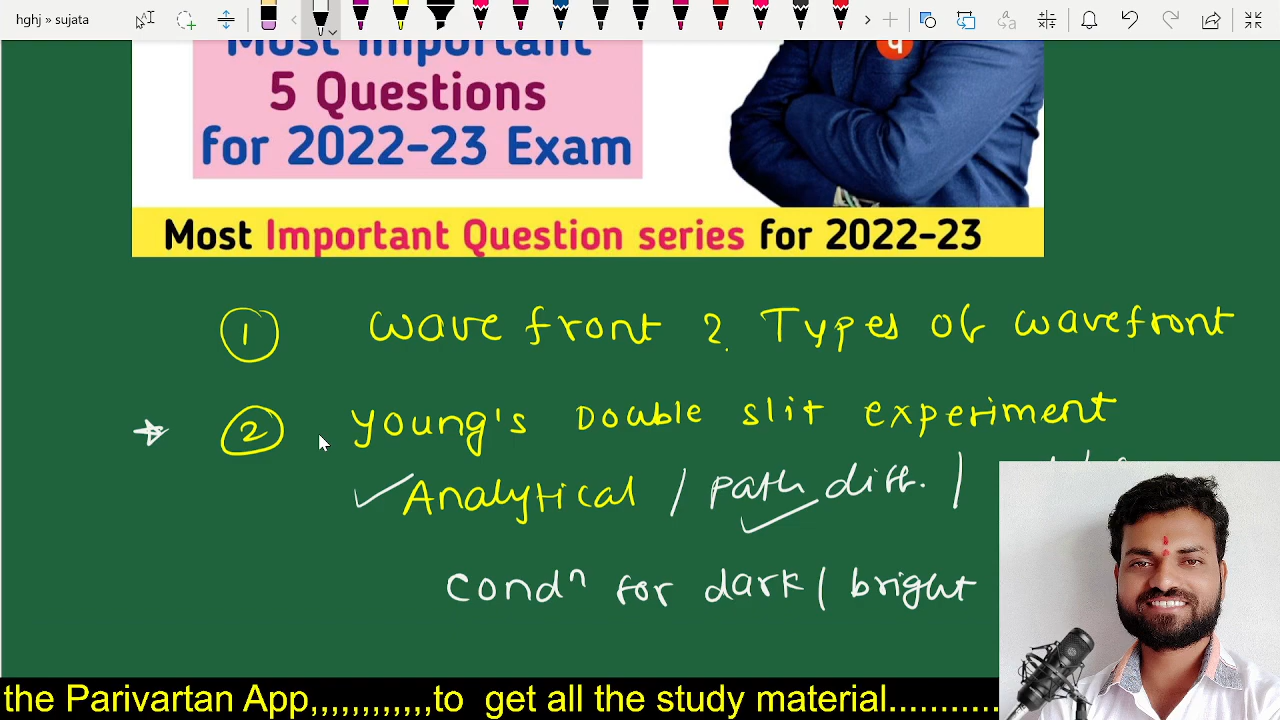 hghj » sujata
Most Important
5 Questions
for 2022-23 Exam
Most Important Question series for 2022-23
1 wave front ? Types of wavefront
2 Young's Double slit experiment
Analytical / path diff. /
condⁿ for dark / bright
the Parivartan App,,,,,,,,,,,,to get all the study material...........